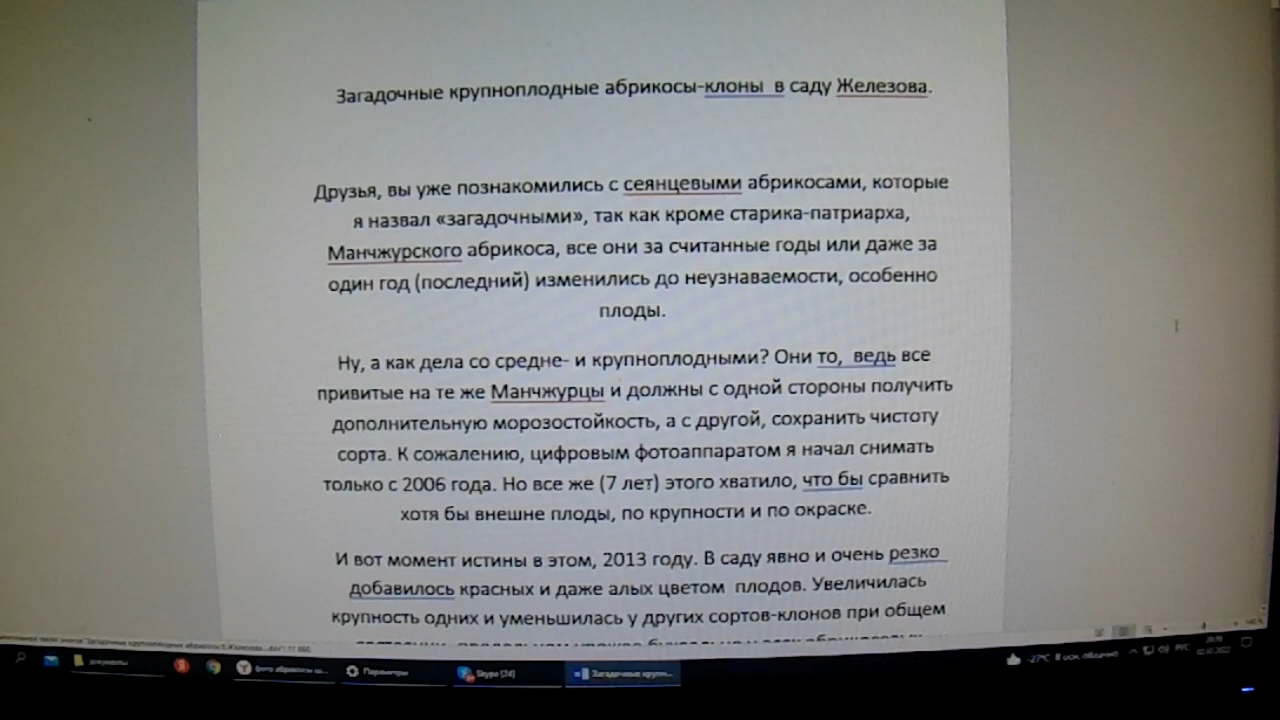 Загадочные крупноплодные абрикосы-клоны  в саду Железова.
Друзья, вы уже познакомились с сеянцевыми абрикосами, которые
я назвал «загадочными», так как кроме старика-патриарха,
Манчжурского абрикоса, все они за считанные годы или даже за
один год (последний) изменились до неузнаваемости, особенно
плоды.
Ну, а как дела со средне- и крупноплодными? Они то,  ведь все
привитые на те же Манчжурцы и должны с одной стороны получить
дополнительную морозостойкость, а с другой, сохранить чистоту
сорта. К сожалению, цифровым фотоаппаратом я начал снимать
только с 2006 года. Но все же (7 лет) этого хватило, что бы сравнить
хотя бы внешне плоды, по крупности и по окраске.
И вот момент истины в этом, 2013 году. В саду явно и очень резко
добавилось красных и даже алых цветом  плодов. Увеличилась
крупность одних и уменьшилась у других сортов-клонов при общем
документы
Параметры
Skype
Загадочные крупн...
РУС